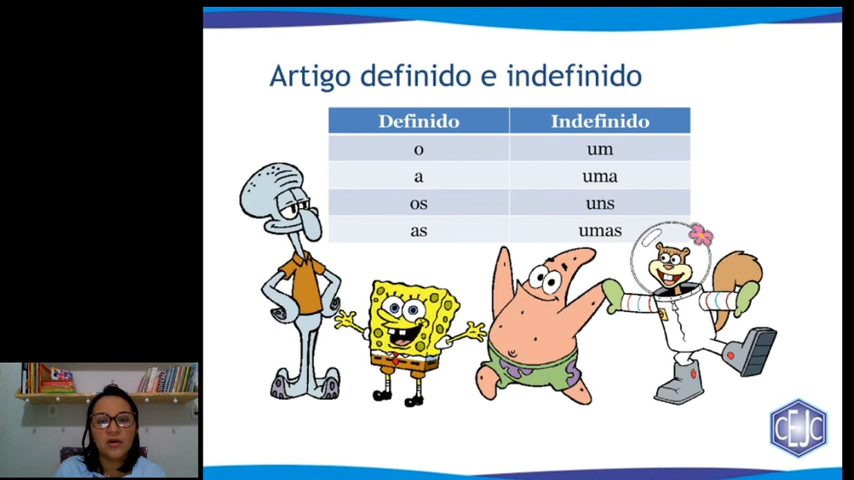 Artigo definido e indefinido
Definido Indefinido
o um
a uma
os uns
as umas
CEJC